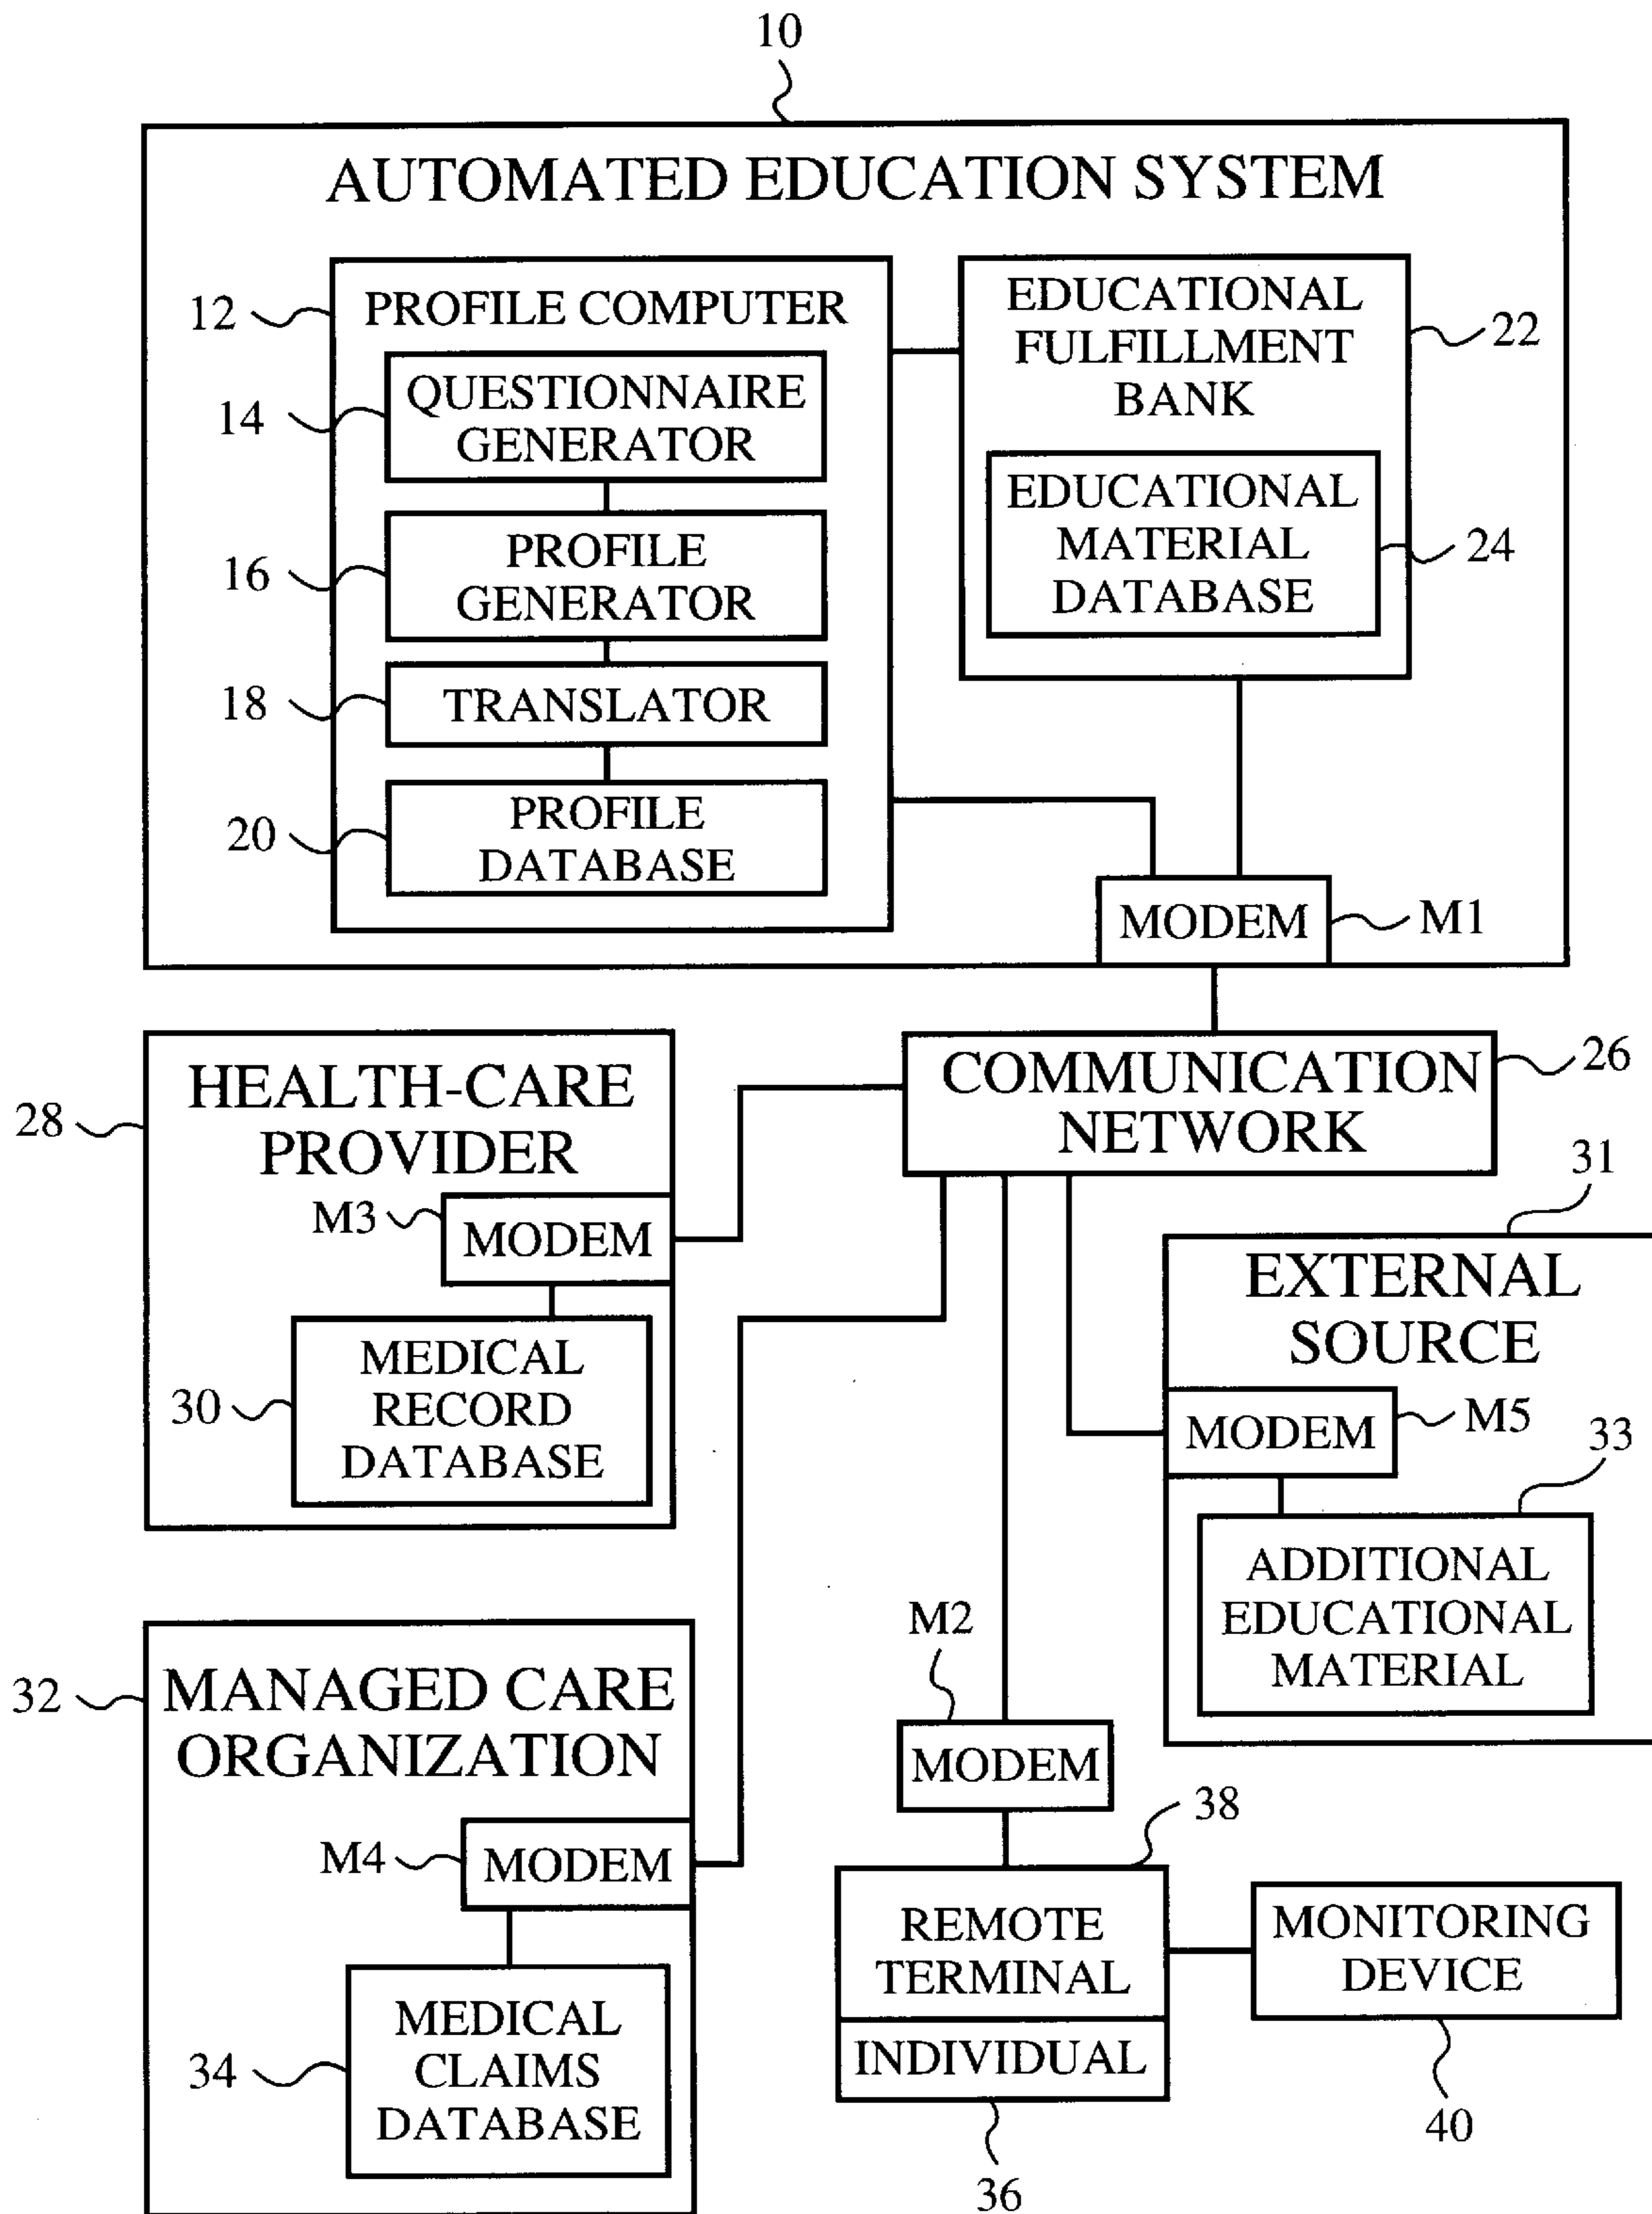 10
AUTOMATED EDUCATION SYSTEM
12
PROFILE COMPUTER
14
QUESTIONNAIRE
GENERATOR
16
PROFILE
GENERATOR
18
TRANSLATOR
20
PROFILE
DATABASE
EDUCATIONAL
FULFILLMENT
BANK
22
EDUCATIONAL
MATERIAL
DATABASE
24
MODEM
M1
COMMUNICATION
NETWORK
26
28
HEALTH-CARE
PROVIDER
M3
MODEM
30
MEDICAL
RECORD
DATABASE
31
EXTERNAL
SOURCE
MODEM
M5
33
ADDITIONAL
EDUCATIONAL
MATERIAL
32
MANAGED CARE
ORGANIZATION
M4
MODEM
34
MEDICAL
CLAIMS
DATABASE
M2
MODEM
38
REMOTE
TERMINAL
INDIVIDUAL
36
MONITORING
DEVICE
40